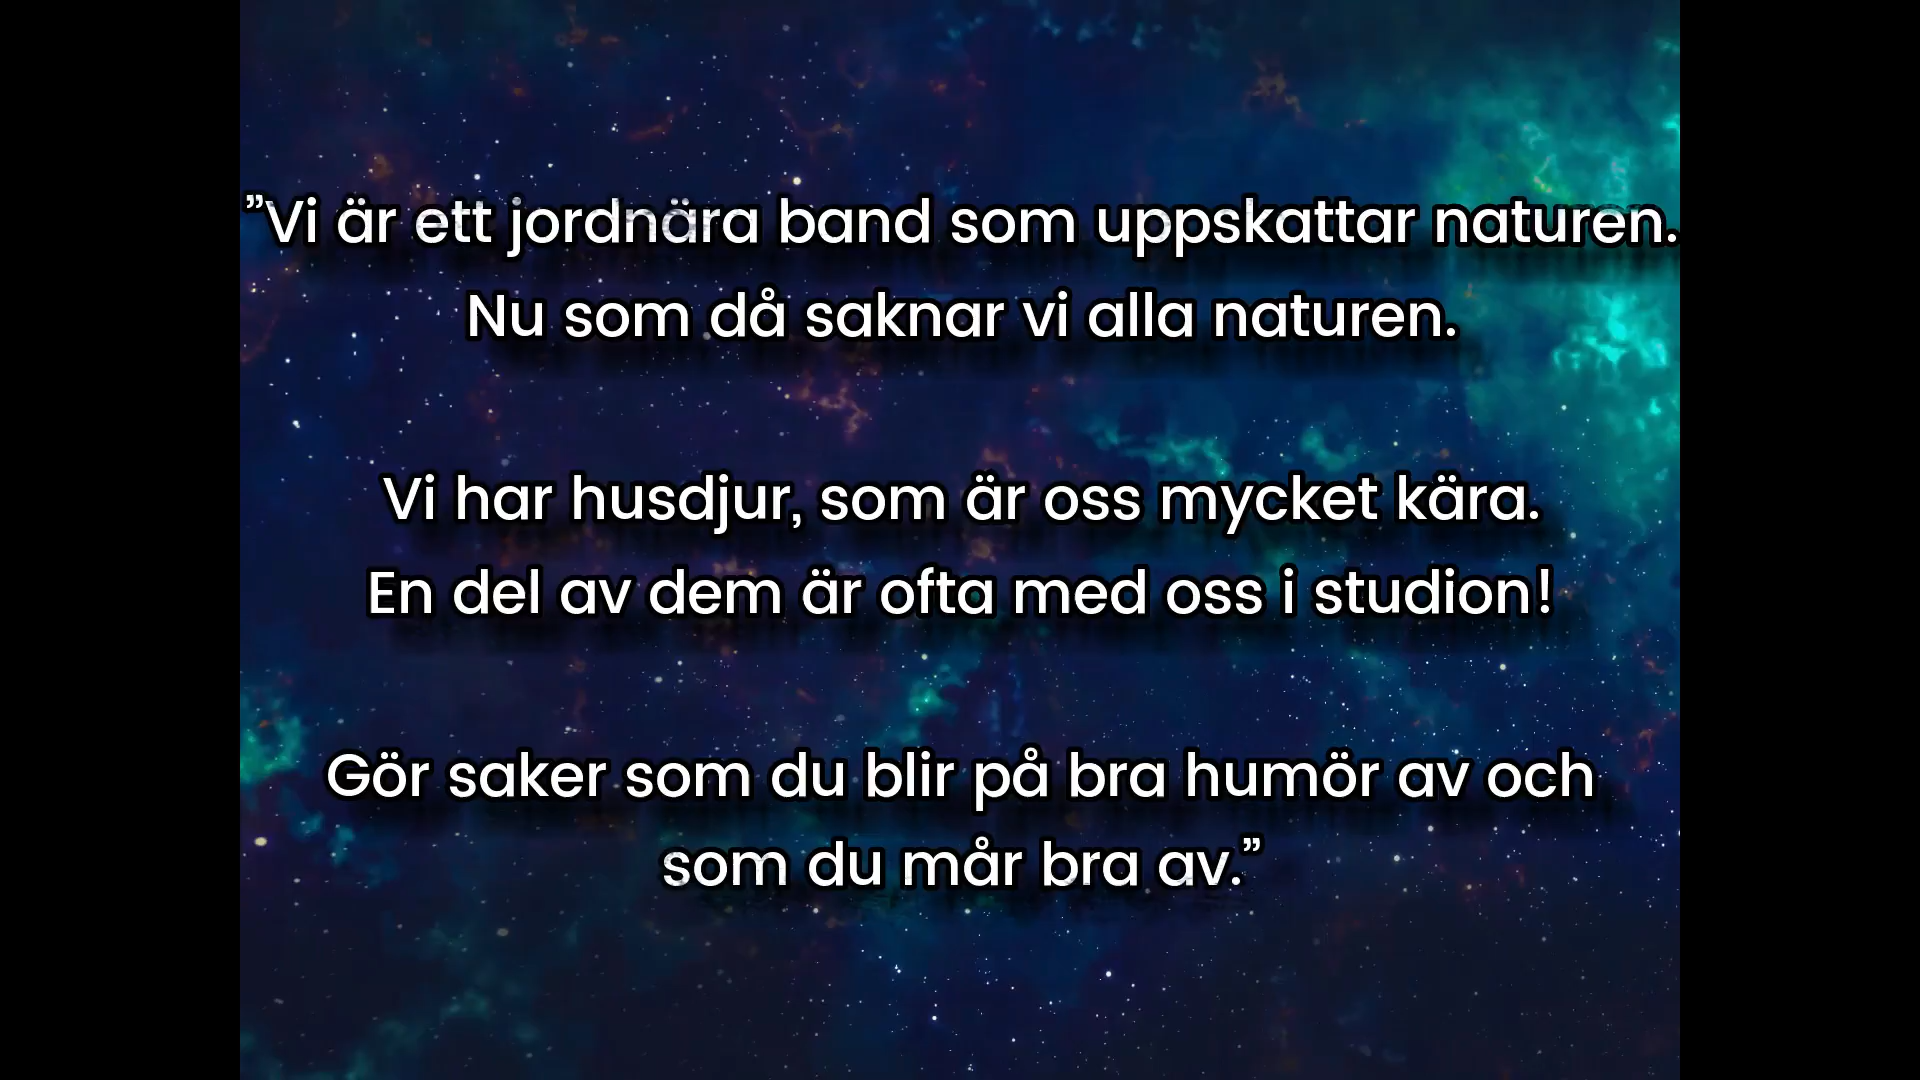 ”Vi är ett jordnära band som uppskattar naturen.
Nu som då saknar vi alla naturen.
Vi har husdjur, som är oss mycket kära.
En del av dem är ofta med oss i studion!
Gör saker som du blir på bra humör av och
som du mår bra av.”